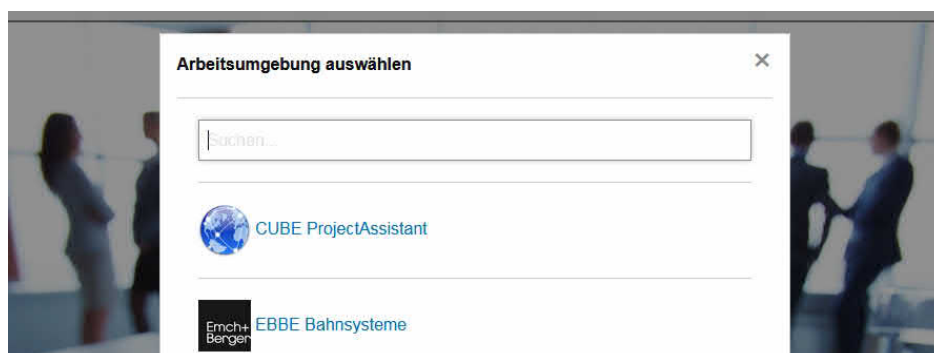 Arbeitsumgebung auswählen
Suchen...
CUBE ProjectAssistant
Emch+
Berger
EBBE Bahnsysteme